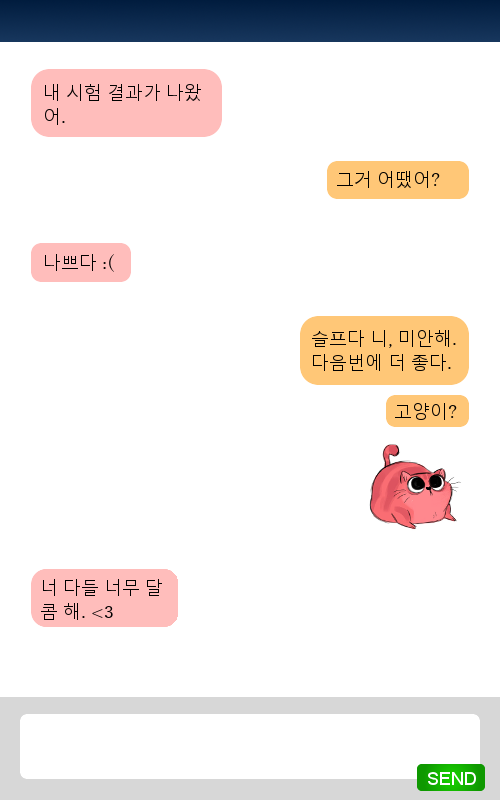 내 시험 결과가 나왔
어.
그거 어땠어?
나쁘다 :(
슬프다 니, 미안해.
다음번에 더 좋다.
고양이?
너 다들 너무 달
콤 해. <3
SEND